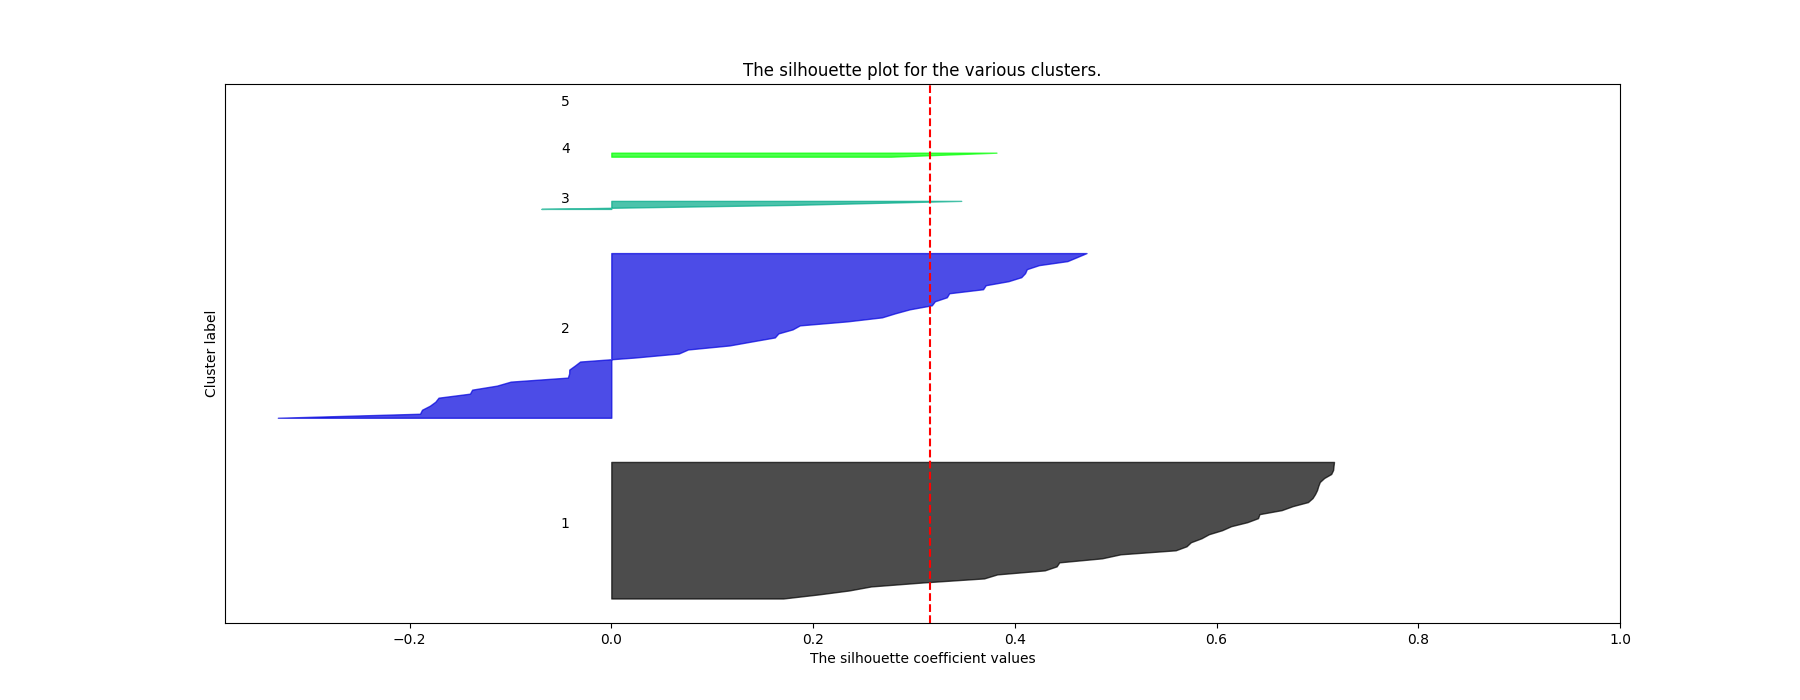 The silhouette plot for the various clusters.
5
4
3
2
1
Cluster label
−0.2 0.0 0.2 0.4 0.6 0.8 1.0
The silhouette coefficient values